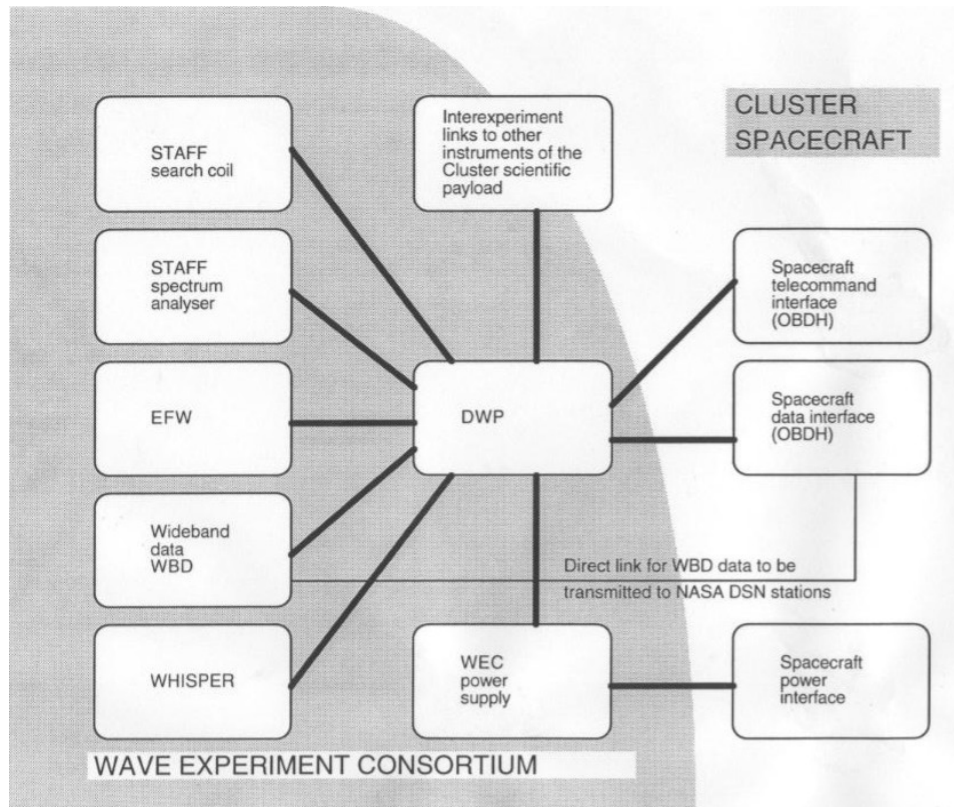 CLUSTER
SPACECRAFT
STAFF
search coil
Interexperiment
links to other
instruments of the
Cluster scientific
payload
STAFF
spectrum
analyser
Spacecraft
telecommand
interface
(OBDH)
EFW
DWP
Spacecraft
data interface
(OBDH)
Wideband
data
WBD
Direct link for WBD data to be
transmitted to NASA DSN stations
WHISPER
WEC
power
supply
Spacecraft
power
interface
WAVE EXPERIMENT CONSORTIUM